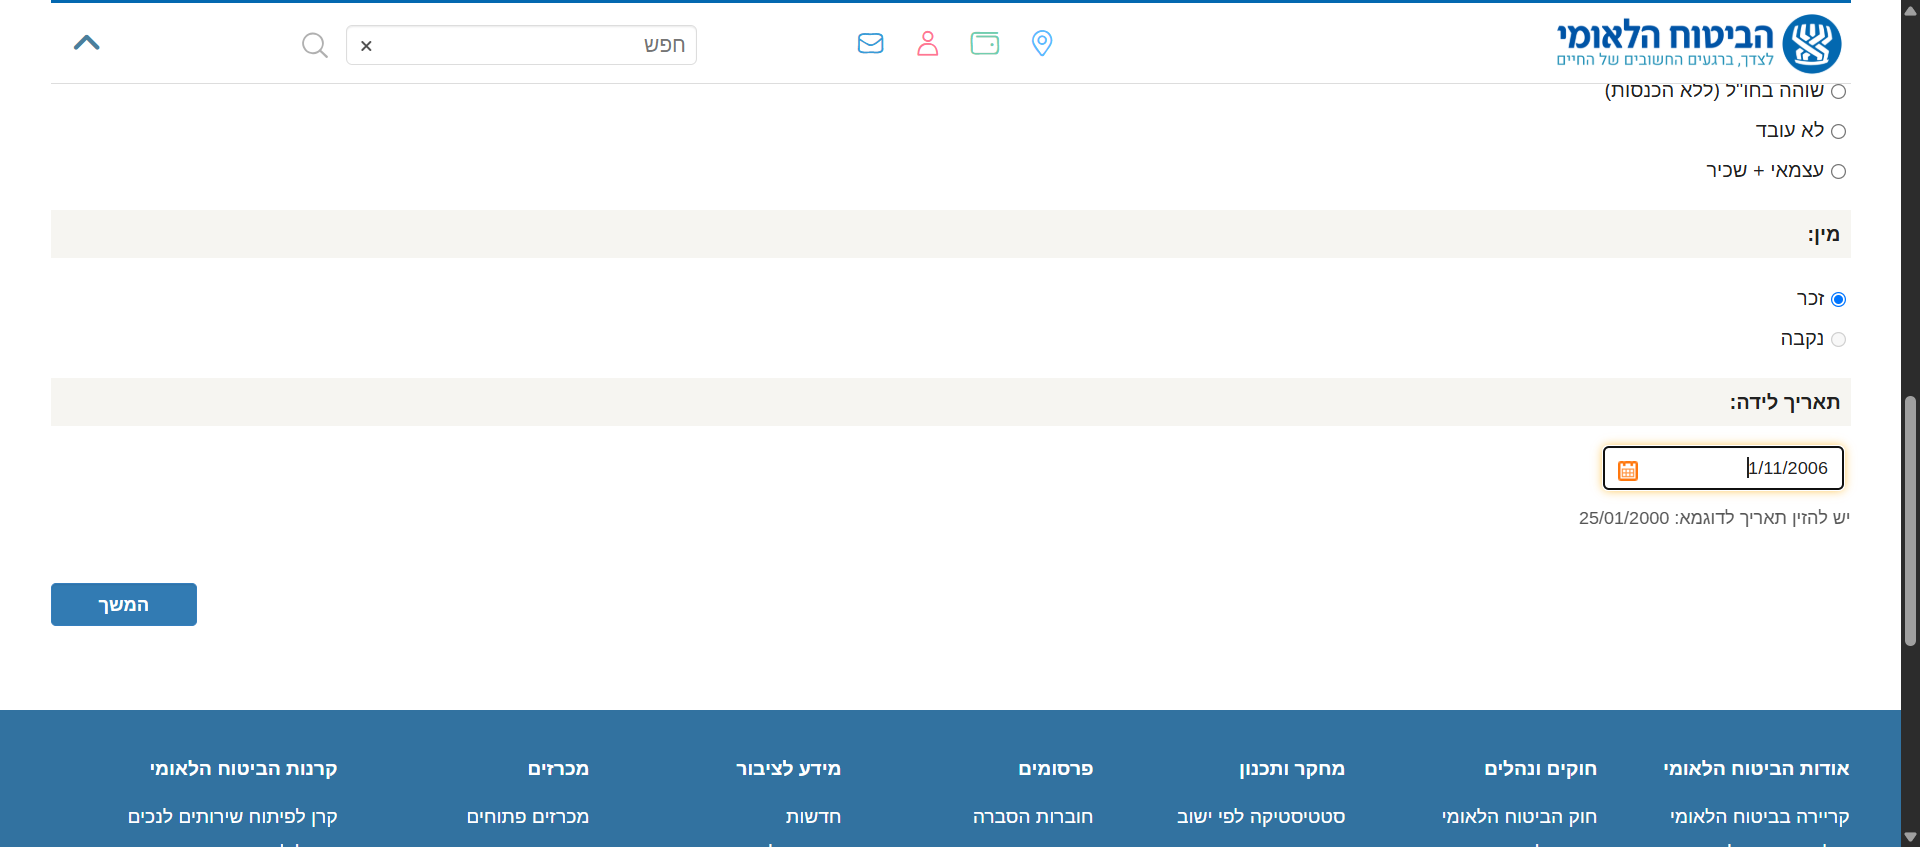 הביטוח הלאומי
לצדך, ברגעים החשובים של החיים
חפש
שוהה בחו"ל (ללא הכנסות)
לא עובד
עצמאי + שכיר
מין:
זכר
נקבה
תאריך לידה:
1/11/2006
יש להזין תאריך לדוגמא: 25/01/2000
המשך
אודות הביטוח הלאומי
חוקים ונהלים
מחקר ותכנון
פרסומים
מידע לציבור
מכרזים
קרנות הביטוח הלאומי
קריירה בביטוח הלאומי
חוק הביטוח הלאומי
סטטיסטיקה לפי ישוב
חוברות הסברה
חדשות
מכרזים פתוחים
קרן לפיתוח שירותים לנכים